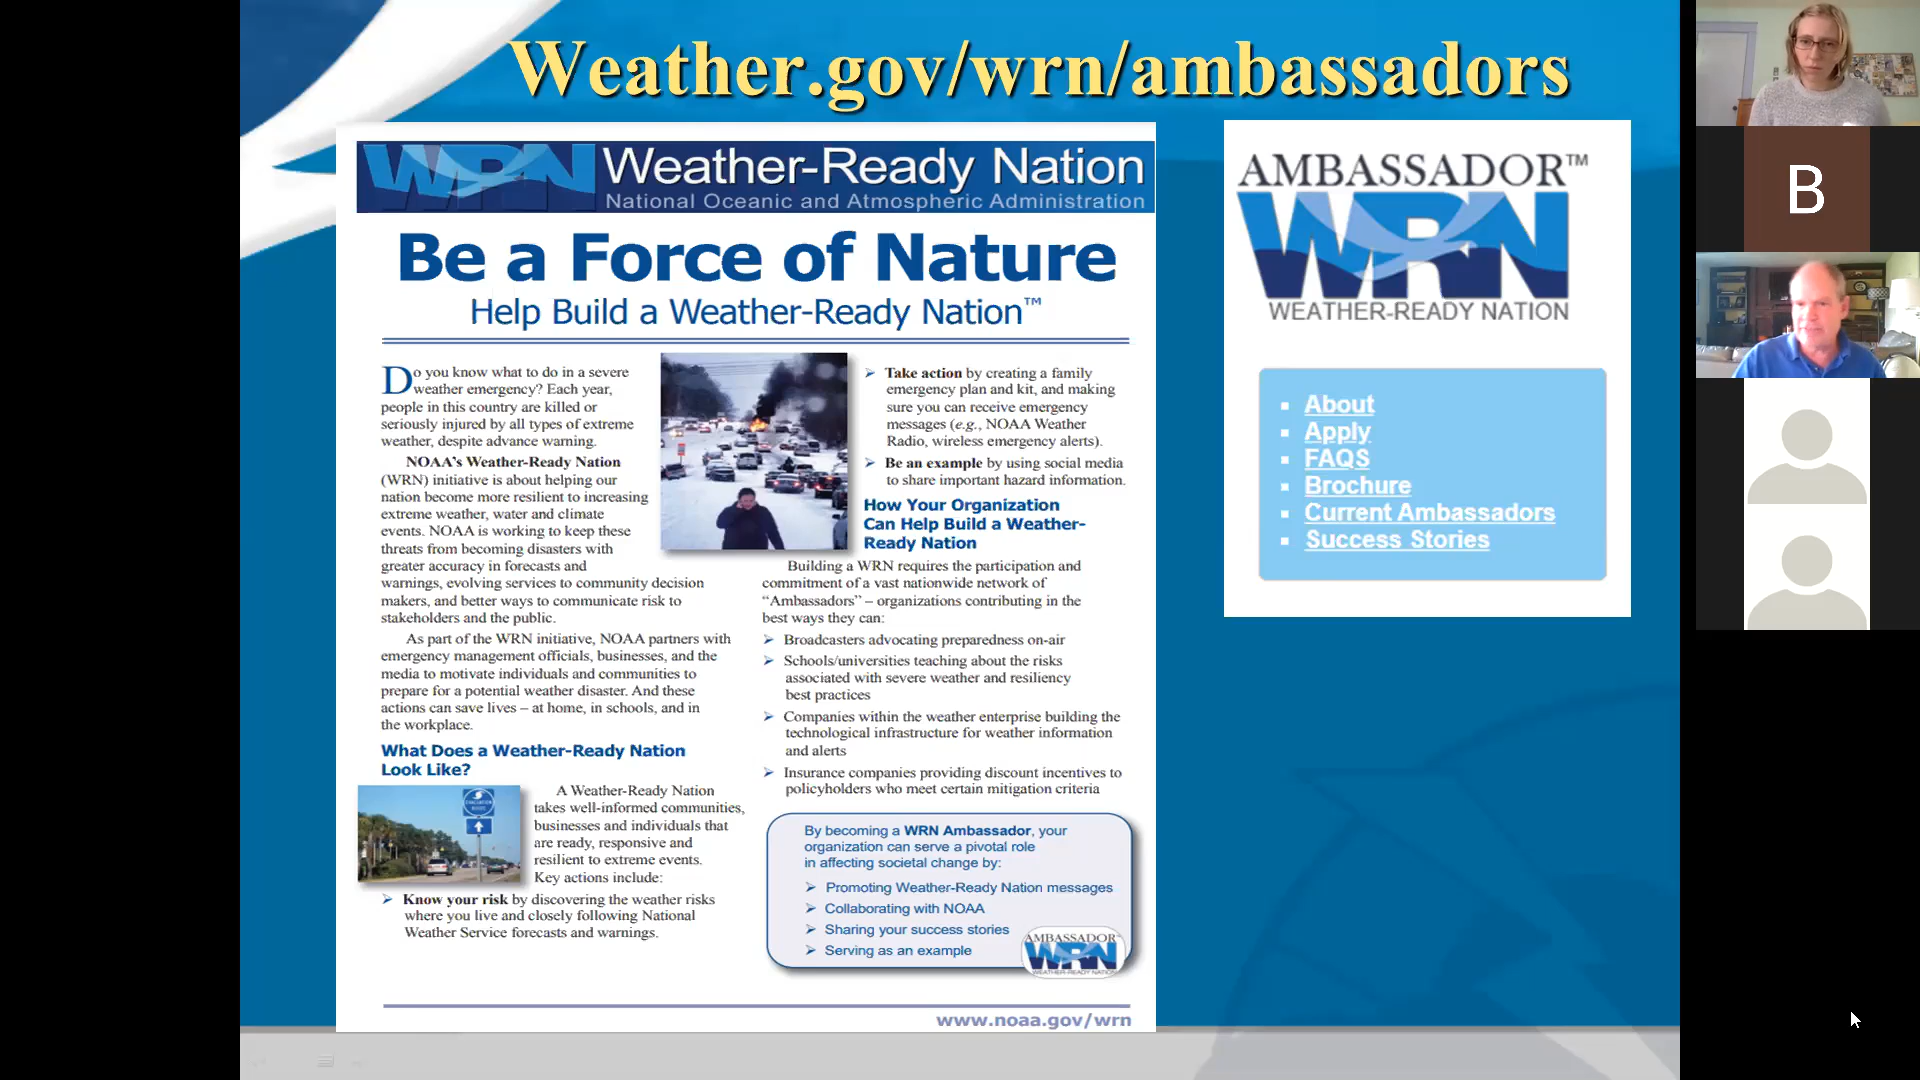 Weather.gov/wrn/ambassadors
WRN Weather-Ready Nation
National Oceanic and Atmospheric Administration
Be a Force of Nature
Help Build a Weather-Ready Nation™
Do you know what to do in a severe
weather emergency? Each year,
people in this country are killed or
seriously injured by all types of extreme
weather, despite advance warning.
NOAA's Weather-Ready Nation
(WRN) initiative is about helping our
nation become more resilient to increasing
extreme weather, water and climate
events. NOAA is working to keep these
threats from becoming disasters with
greater accuracy in forecasts and
warnings, evolving services to community decision
makers, and better ways to communicate risk to
stakeholders and the public.
As part of the WRN initiative, NOAA partners with
emergency management officials, businesses, and the
media to motivate individuals and communities to
prepare for a potential weather disaster. And these
actions can save lives – at home, in schools, and in
the workplace.
What Does a Weather-Ready Nation
Look Like?
EVACUATION
ROUTE
A Weather-Ready Nation
takes well-informed communities,
businesses and individuals that
are ready, responsive and
resilient to extreme events.
Key actions include:
➢ Know your risk by discovering the weather risks
where you live and closely following National
Weather Service forecasts and warnings.
➢ Take action by creating a family
emergency plan and kit, and making
sure you can receive emergency
messages (e.g., NOAA Weather
Radio, wireless emergency alerts).
➢ Be an example by using social media
to share important hazard information.
How Your Organization
Can Help Build a Weather-
Ready Nation
Building a WRN requires the participation and
commitment of a vast nationwide network of
“Ambassadors” – organizations contributing in the
best ways they can:
➢ Broadcasters advocating preparedness on-air
➢ Schools/universities teaching about the risks
associated with severe weather and resiliency
best practices
➢ Companies within the weather enterprise building the
technological infrastructure for weather information
and alerts
➢ Insurance companies providing discount incentives to
policyholders who meet certain mitigation criteria
By becoming a WRN Ambassador, your
organization can serve a pivotal role
in affecting societal change by:
➢ Promoting Weather-Ready Nation messages
➢ Collaborating with NOAA
➢ Sharing your success stories
➢ Serving as an example
AMBASSADOR
WRN
WEATHER-READY NATION
www.noaa.gov/wrn
AMBASSADOR™
WRN
WEATHER-READY NATION
▪ About
▪ Apply
▪ FAQS
▪ Brochure
▪ Current Ambassadors
▪ Success Stories
B